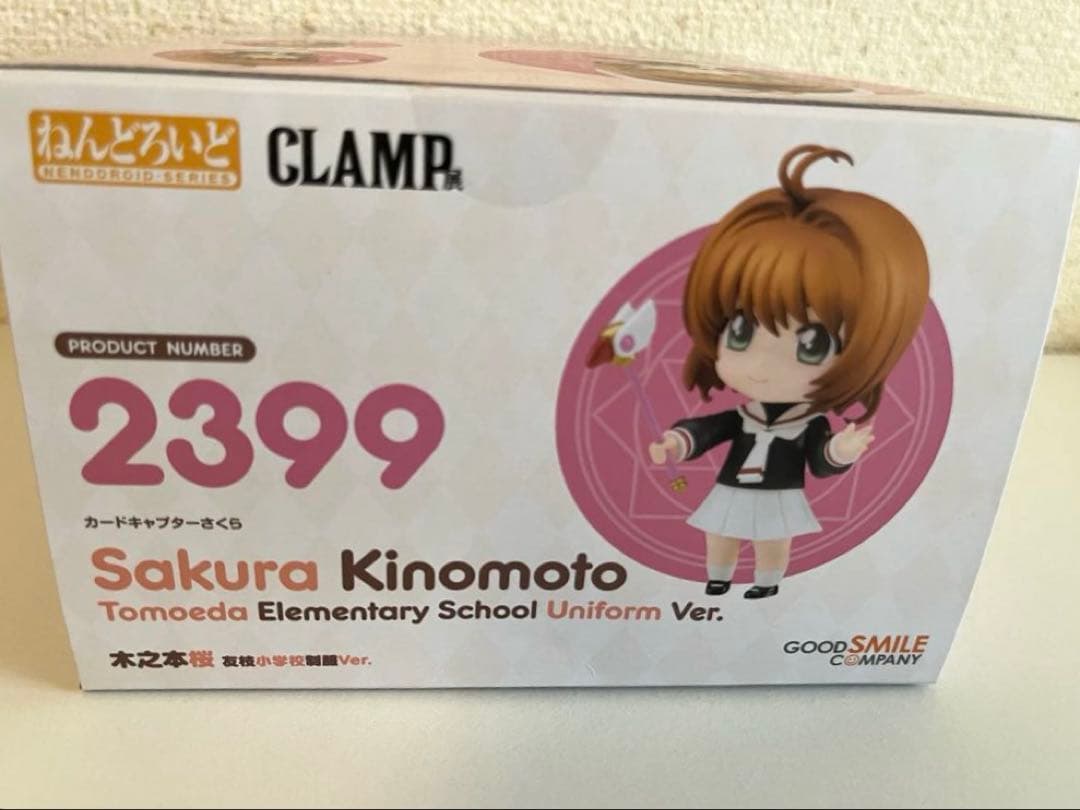 ねんどろいど
NENDOROID-SERIES
CLAMP展
PRODUCT NUMBER
2399
カードキャプターさくら
Sakura Kinomoto
Tomoeda Elementary School Uniform Ver.
木之本桜 友枝小学校制服Ver.
GOOD SMILE
COMPANY